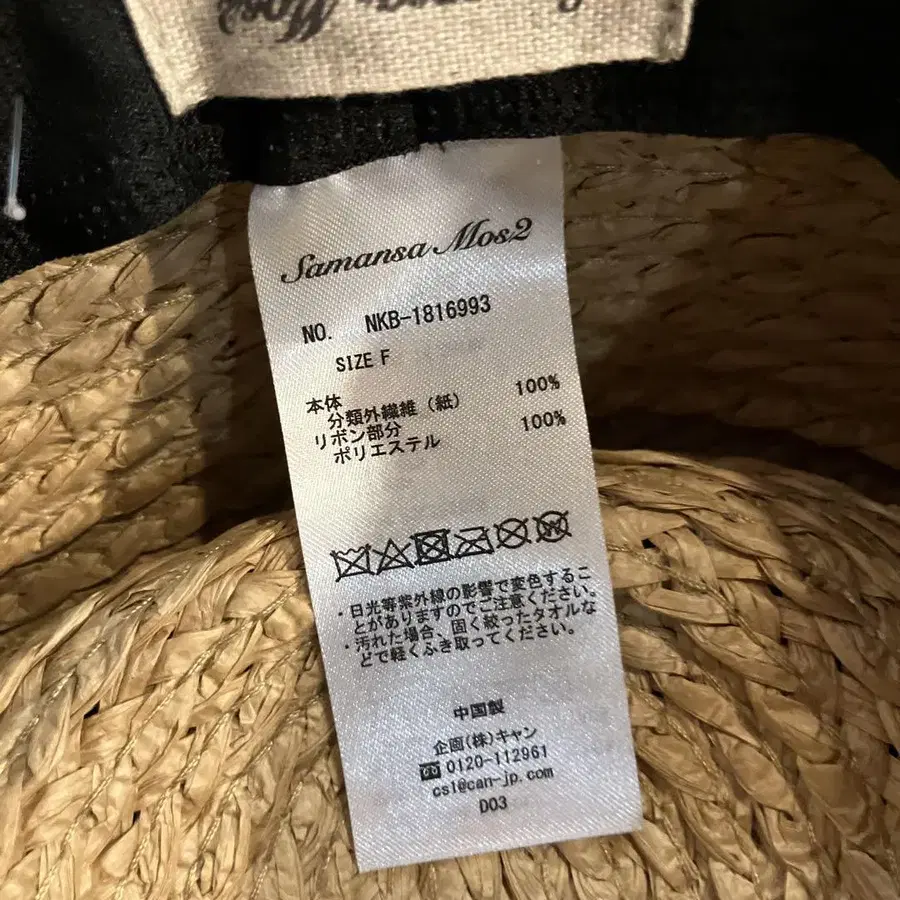 Mos2
Samansa Mos2
NO. NKB-1816993
SIZE F
本体
分類外繊維（紙） 100%
リボン部分
ポリエステル 100%
・日光等紫外線の影響で変色するこ
とがありますのでご注意ください。
・汚れた場合、固く絞ったタオルな
どで軽くふき取ってください。
中国製
企画(株)キャン
0120-112961
cs1@can-jp.com
D03